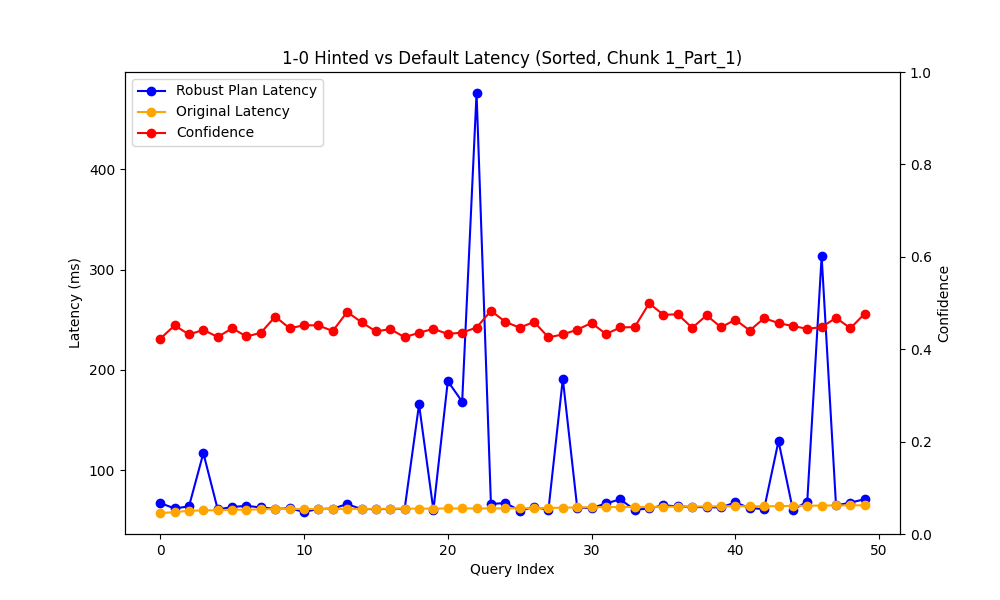 1-0 Hinted vs Default Latency (Sorted, Chunk 1_Part_1)
Robust Plan Latency
Original Latency
Confidence
Latency (ms)
400
300
200
100
1.0
0.8
0.6
0.4
0.2
0.0
Confidence
0 10 20 30 40 50
Query Index